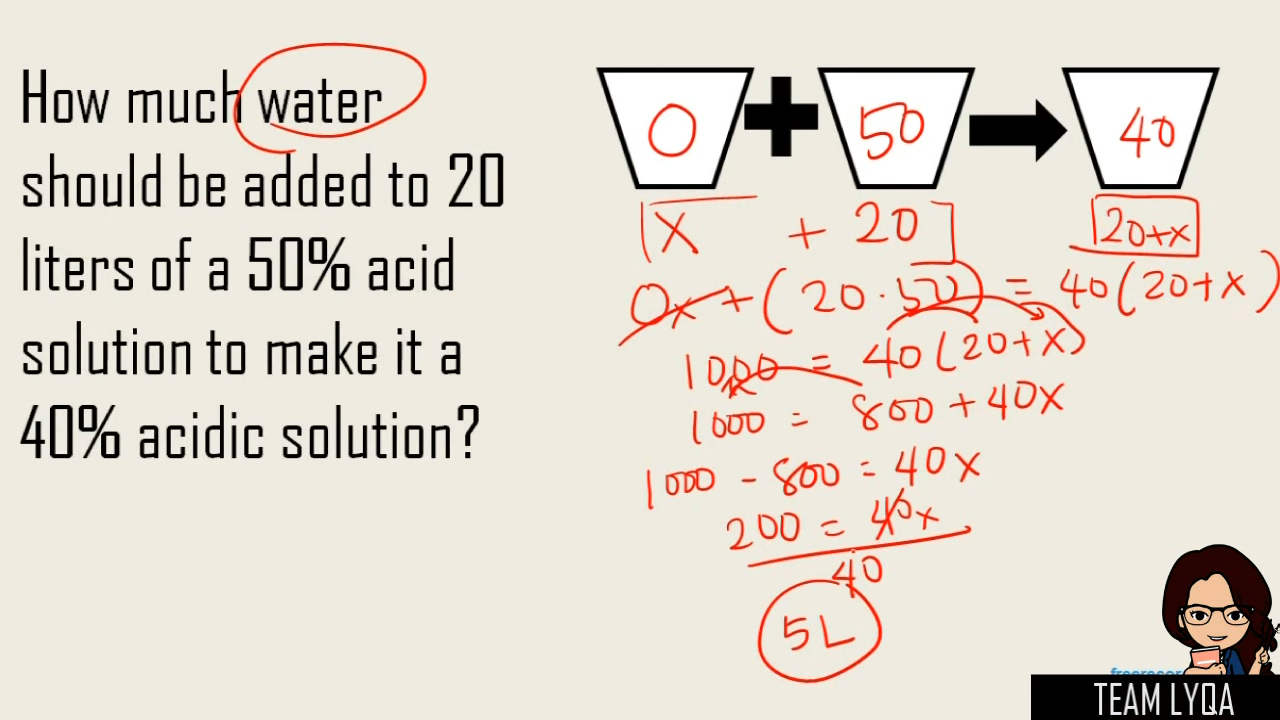 How much water
should be added to 20
liters of a 50% acid
solution to make it a
40% acidic solution?
0 + 50 → 40
x + 20 20+x
0x + (20 · 50) = 40(20+x)
1000 = 40(20+x)
1000 = 800 + 40x
1000 - 800 = 40x
200 = 40x
40
5L
TEAM LYQA